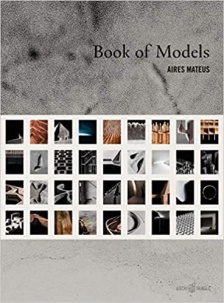 Book of Models
AIRES MATEUS